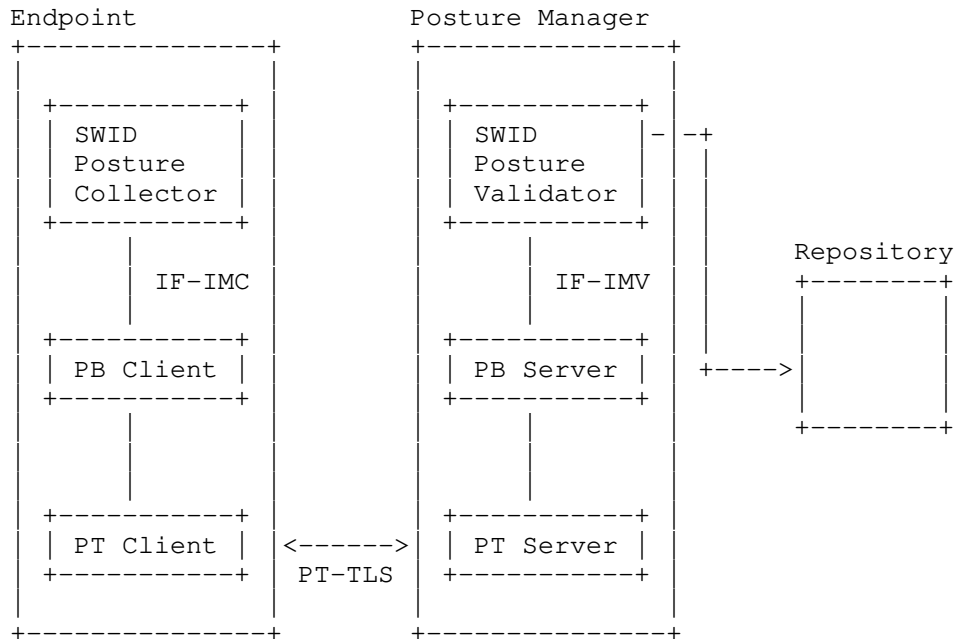 Endpoint Posture Manager
SWID SWID
Posture Posture
Collector Validator
Repository
IF-IMC IF-IMV
PB Client PB Server
PT Client PT Server
PT-TLS